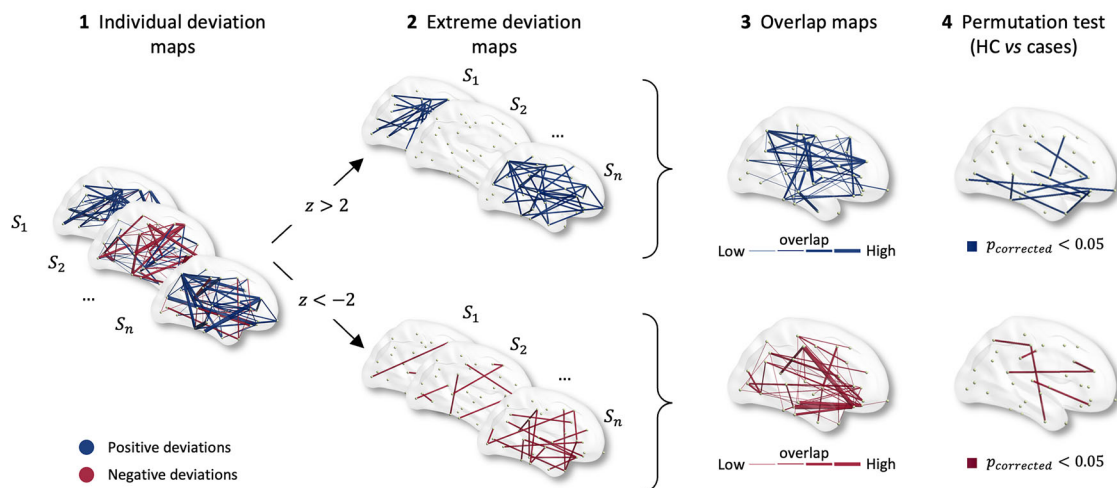 1 Individual deviation
maps
2 Extreme deviation
maps
3 Overlap maps
4 Permutation test
(HC vs cases)
S1
S2
...
Sn
z > 2
z < −2
S1
S2
...
Sn
S1
S2
...
Sn
Low overlap High
Low overlap High
pcorrected < 0.05
pcorrected < 0.05
Positive deviations
Negative deviations